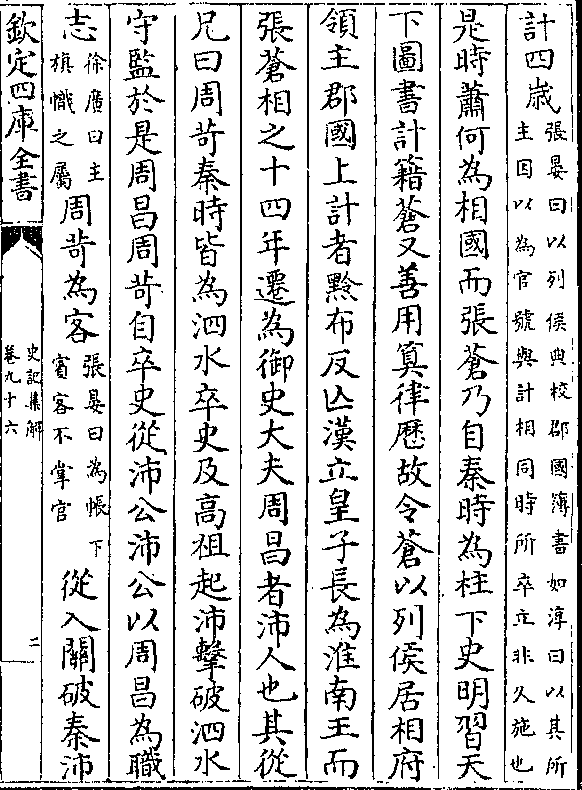 計四歲張晏曰以列侯典校郡國簿書如淳曰以其所主因以為官號與計相同時所卒立非久施也
是時蕭何為相國而張蒼乃自秦時為柱下史明習天
下圖書計籍蒼又善用筭律歴故令蒼以列侯居相府
領主郡國上計者黥布反亾漢立皇子長為淮南王而
張蒼相之十四年遷為御史大夫周昌者沛人也其從
兄曰周苛秦時皆為泗水卒史及高祖起沛擊破泗水
守監於是周昌周苛自卒史從沛公沛公以周昌為職
志徐廣曰主旗幟之屬周苛為客張晏曰為帳下賓客不掌官從入關破秦沛
欽定四庫全書
史記集解
卷九十六
二